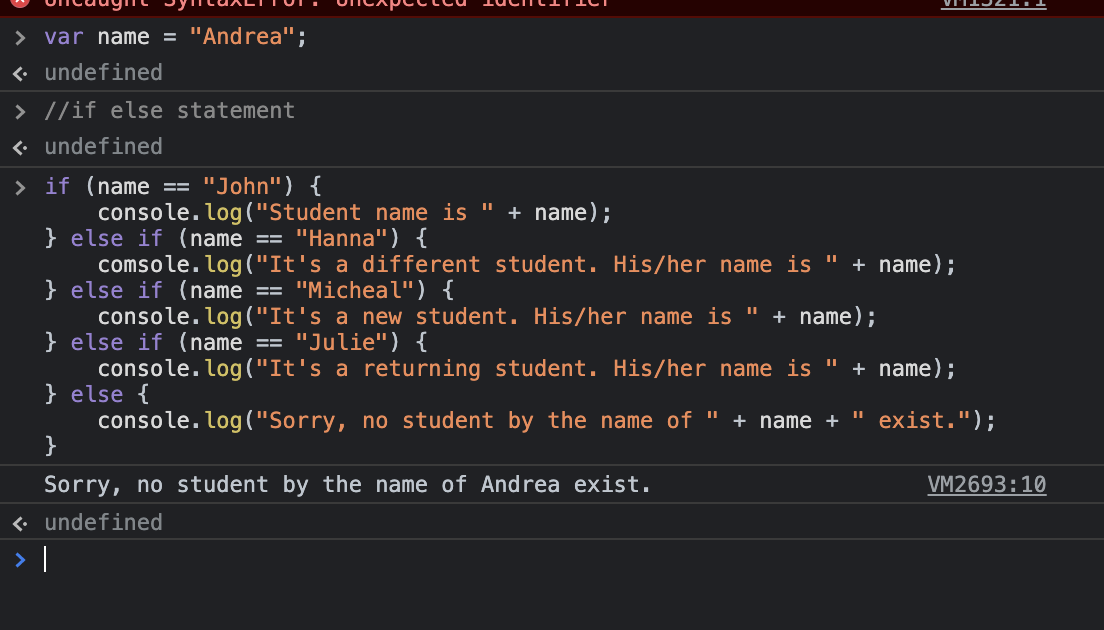 Uncaught SyntaxError: Unexpected identifier VM1321:1
> var name = "Andrea";
undefined
> //if else statement
undefined
> if (name == "John") {
    console.log("Student name is " + name);
} else if (name == "Hanna") {
    comsole.log("It's a different student. His/her name is " + name);
} else if (name == "Micheal") {
    console.log("It's a new student. His/her name is " + name);
} else if (name == "Julie") {
    console.log("It's a returning student. His/her name is " + name);
} else {
    console.log("Sorry, no student by the name of " + name + " exist.");
}
Sorry, no student by the name of Andrea exist. VM2693:10
undefined
>